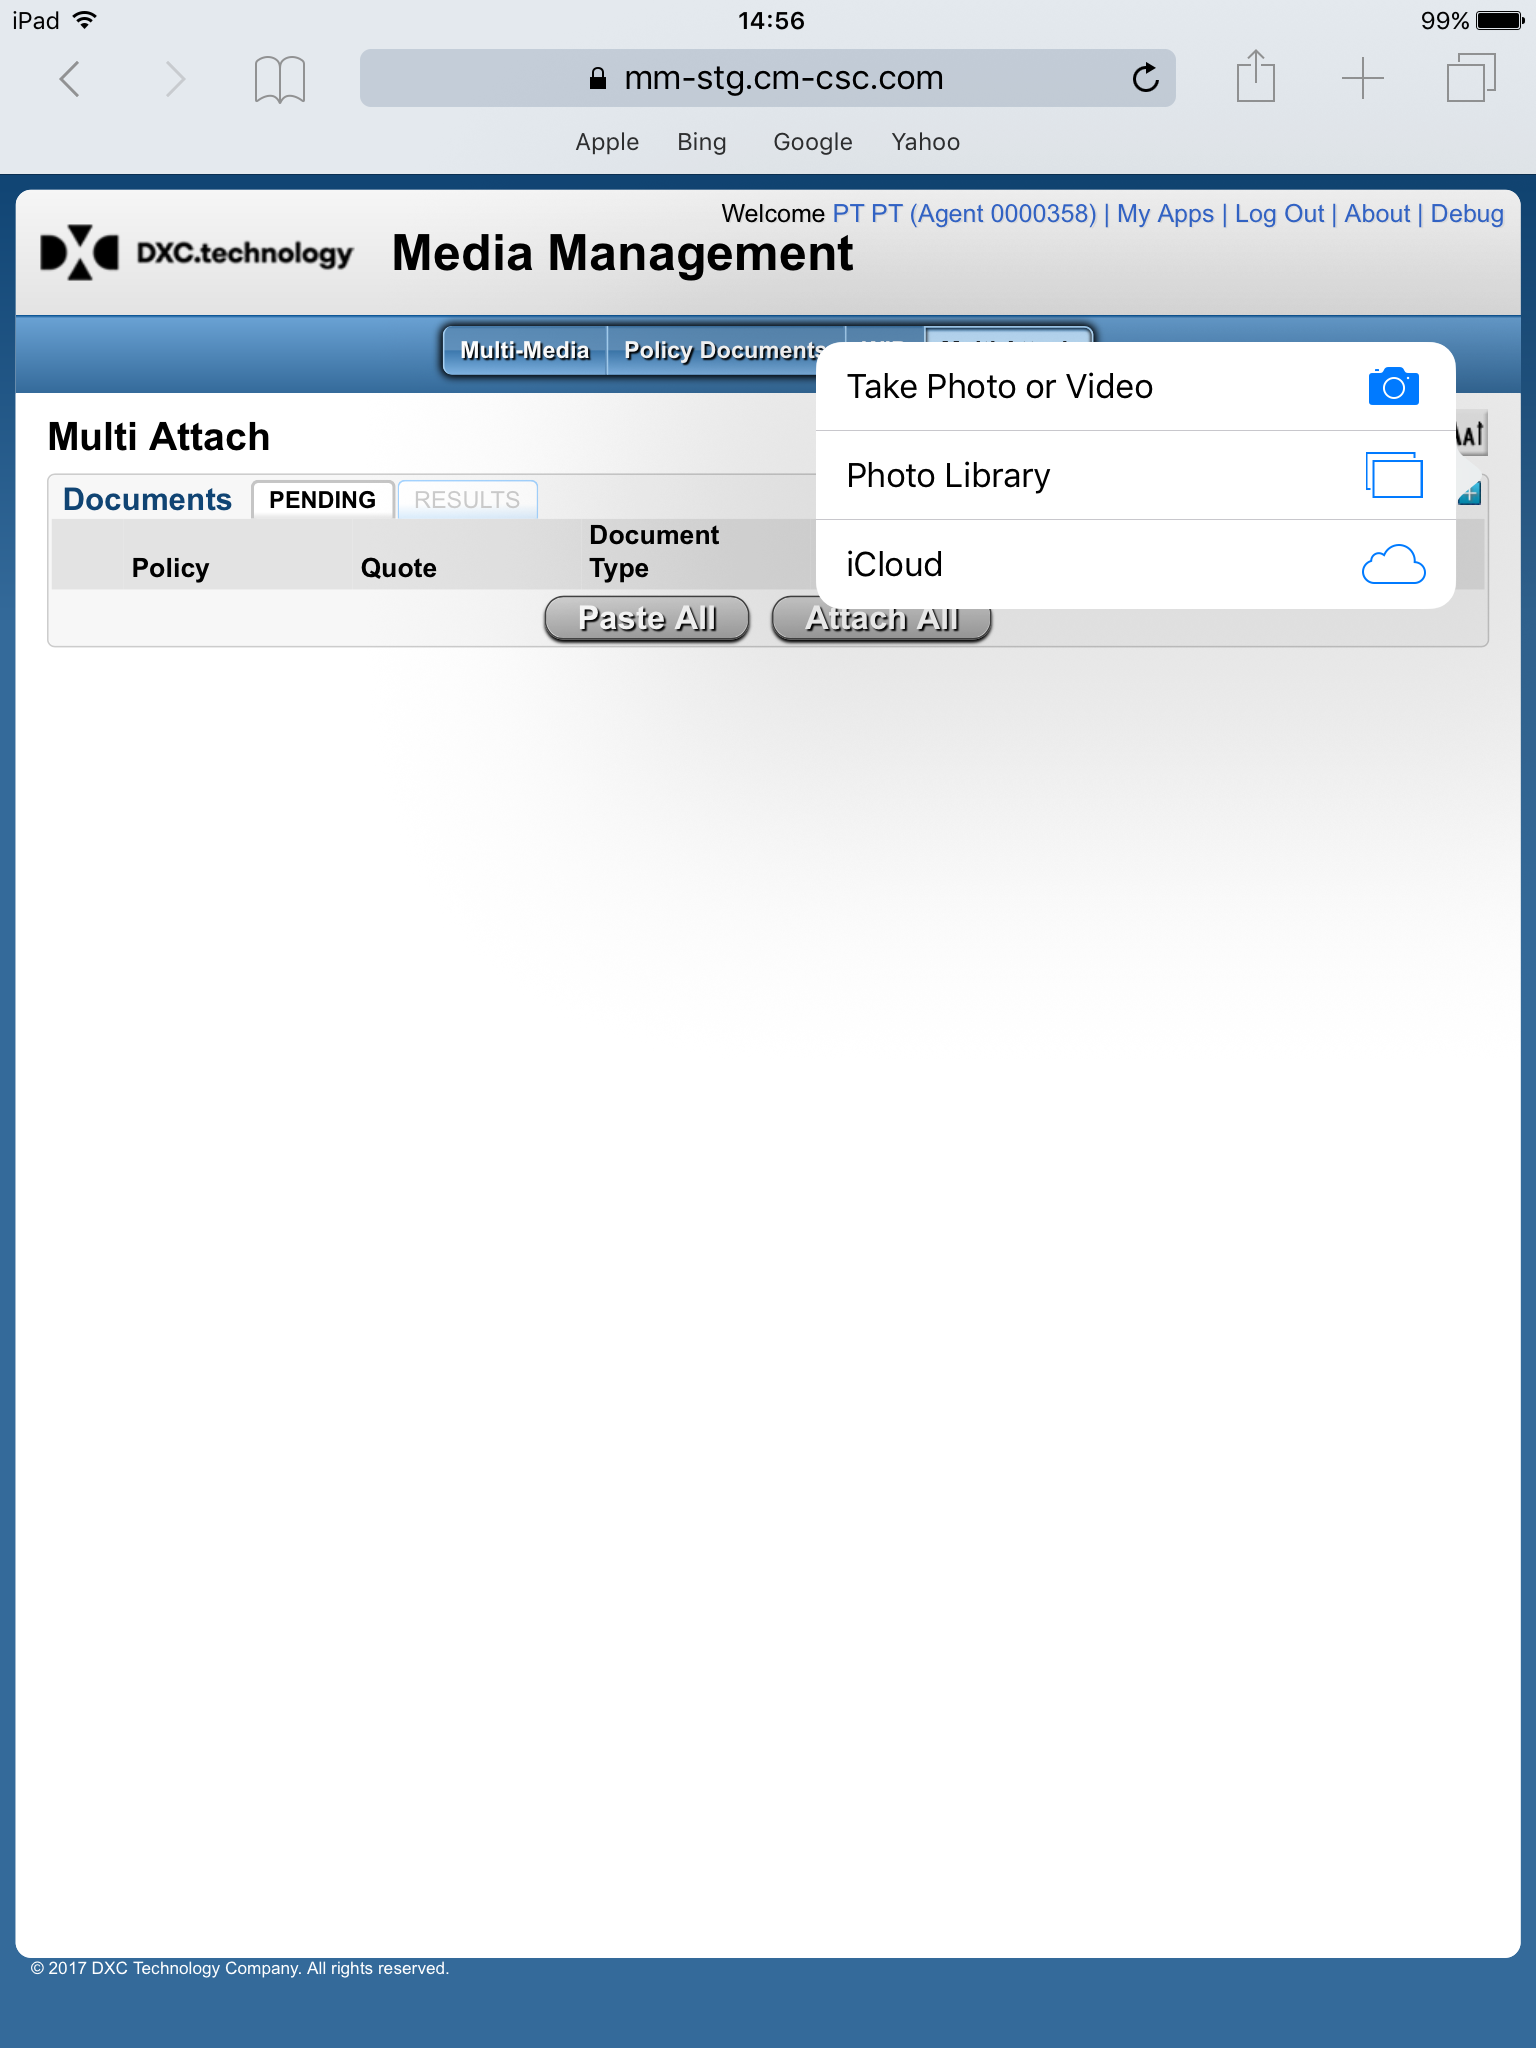 iPad 14:56 99%
mm-stg.cm-csc.com
Apple Bing Google Yahoo
Welcome PT PT (Agent 0000358) | My Apps | Log Out | About | Debug
DXC.technology Media Management
Multi-Media Policy Documents
Take Photo or Video
Multi Attach
Photo Library
Documents PENDING RESULTS
Policy Quote Document Type
iCloud
Paste All Attach All
© 2017 DXC Technology Company. All rights reserved.